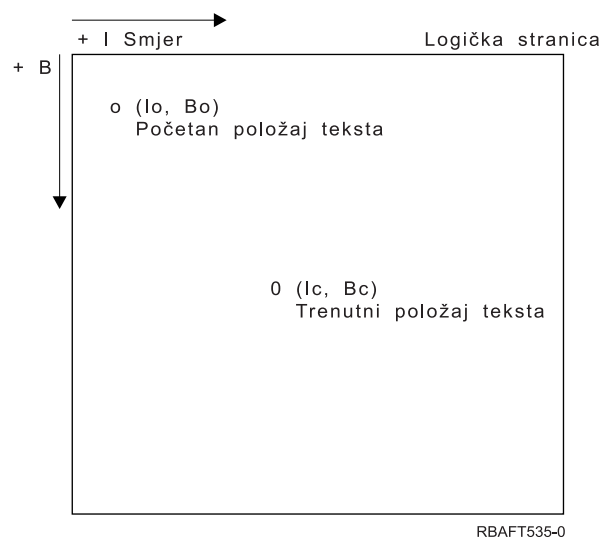 + I Smjer
Logička stranica
+ B
o (Io, Bo)
Početan položaj teksta
0 (Ic, Bc)
Trenutni položaj teksta
RBAFT535-0